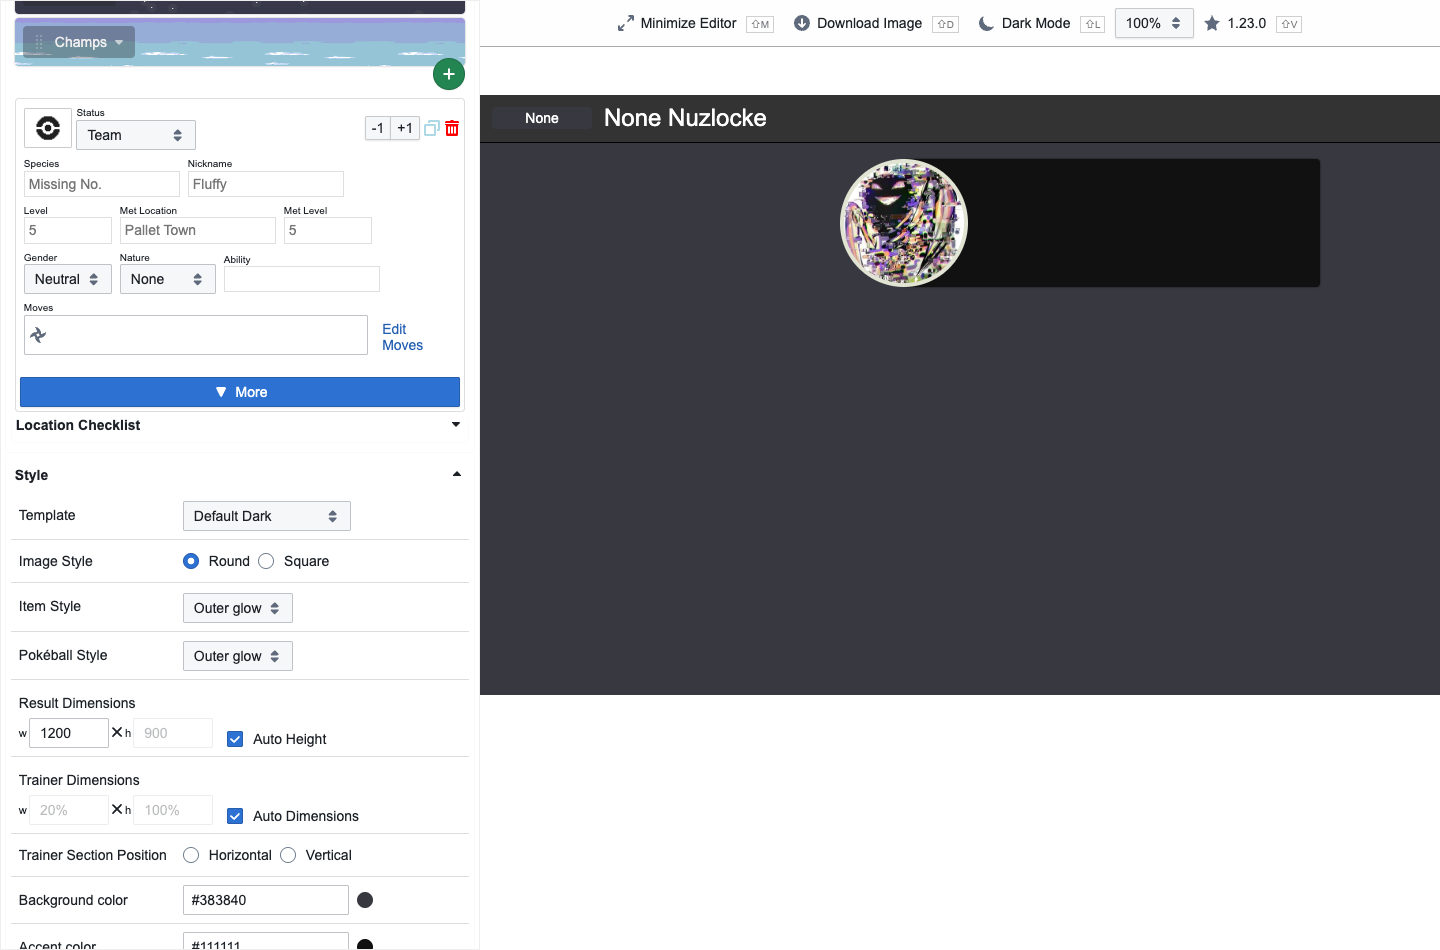 Minimize Editor ⇧M Download Image ⇧D Dark Mode ⇧L 100% 1.23.0 ⇧V
Champs
+
Status
Team
-1 +1
Species Nickname
Missing No. Fluffy
Level Met Location Met Level
5 Pallet Town 5
Gender Nature Ability
Neutral None
Moves
Edit
Moves
▼ More
Location Checklist
Style
Template Default Dark
Image Style Round Square
Item Style Outer glow
Pokéball Style Outer glow
Result Dimensions
w 1200 h 900 Auto Height
Trainer Dimensions
w 20% h 100% Auto Dimensions
Trainer Section Position Horizontal Vertical
Background color #383840
Accent color #111111
None None Nuzlocke